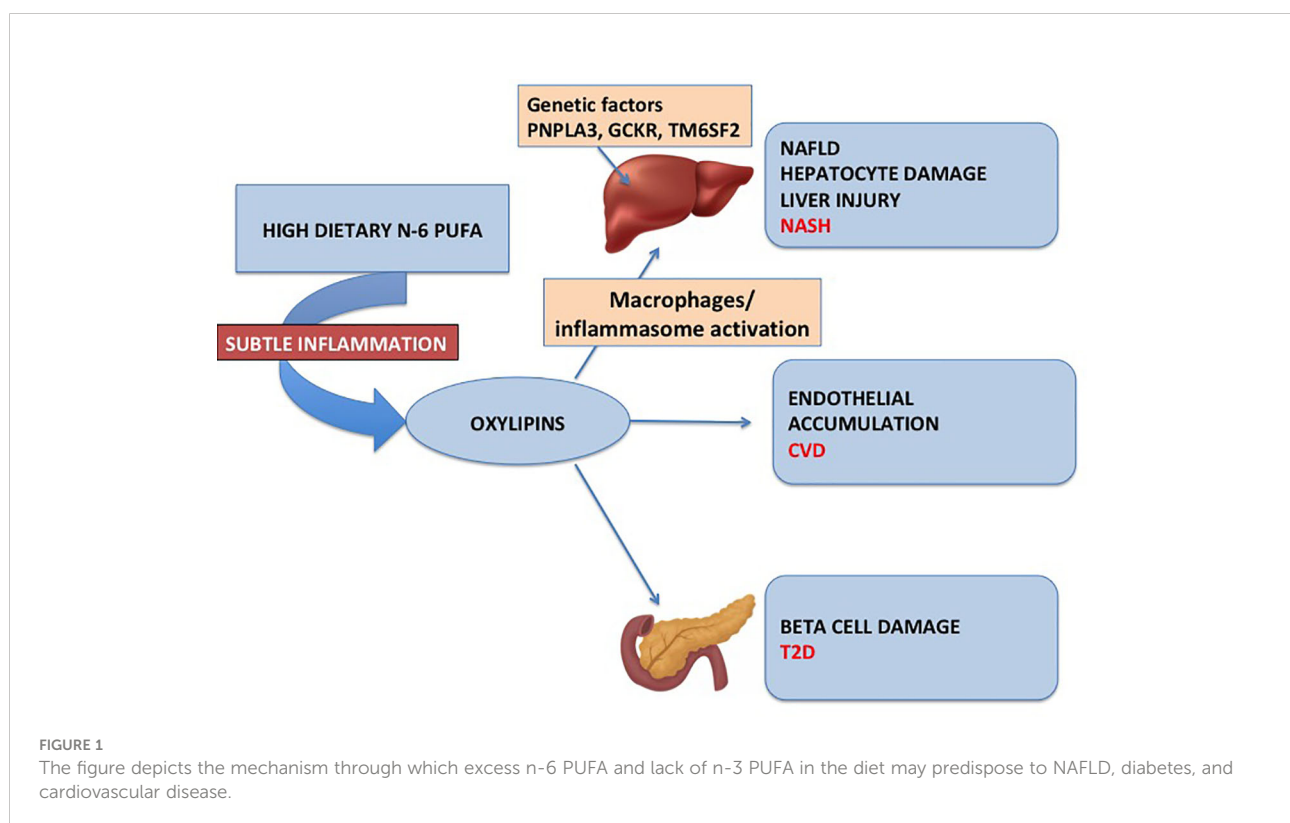 Genetic factors
PNPLA3, GCKR, TM6SF2
NAFLD
HEPATOCYTE DAMAGE
LIVER INJURY
NASH
HIGH DIETARY N-6 PUFA
Macrophages/
inflammasome activation
SUBTLE INFLAMMATION
OXYLIPINS
ENDOTHELIAL
ACCUMULATION
CVD
BETA CELL DAMAGE
T2D
FIGURE 1
The figure depicts the mechanism through which excess n-6 PUFA and lack of n-3 PUFA in the diet may predispose to NAFLD, diabetes, and
cardiovascular disease.